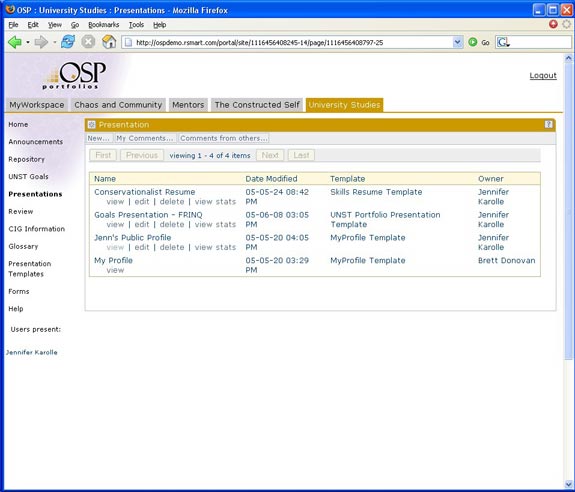 OSP : University Studies : Presentations - Mozilla Firefox
File Edit View Go Bookmarks Tools Help
http://ospdemo.rsmart.com/portal/site/1116456408245-14/page/1116456408797-25 Go G
OSP
portfolios
Logout
MyWorkspace Chaos and Community Mentors The Constructed Self University Studies
Home
Announcements
Repository
UNST Goals
Presentations
Review
CIG Information
Glossary
Presentation
Templates
Forms
Help
Users present:
Jennifer Karolle
Presentation ?
New... My Comments... Comments from others...
First Previous viewing 1 - 4 of 4 items Next Last
Name Date Modified Template Owner
Conservationalist Resume 05-05-24 08:42 Skills Resume Template Jennifer
view | edit | delete | view stats PM Karolle
Goals Presentation - FRINQ 05-06-08 03:05 UNST Portfolio Presentation Jennifer
view | edit | delete | view stats PM Template Karolle
Jenn's Public Profile 05-05-20 04:05 MyProfile Template Jennifer
view | edit | delete | view stats PM Karolle
My Profile 05-05-20 03:29 MyProfile Template Brett Donovan
view PM